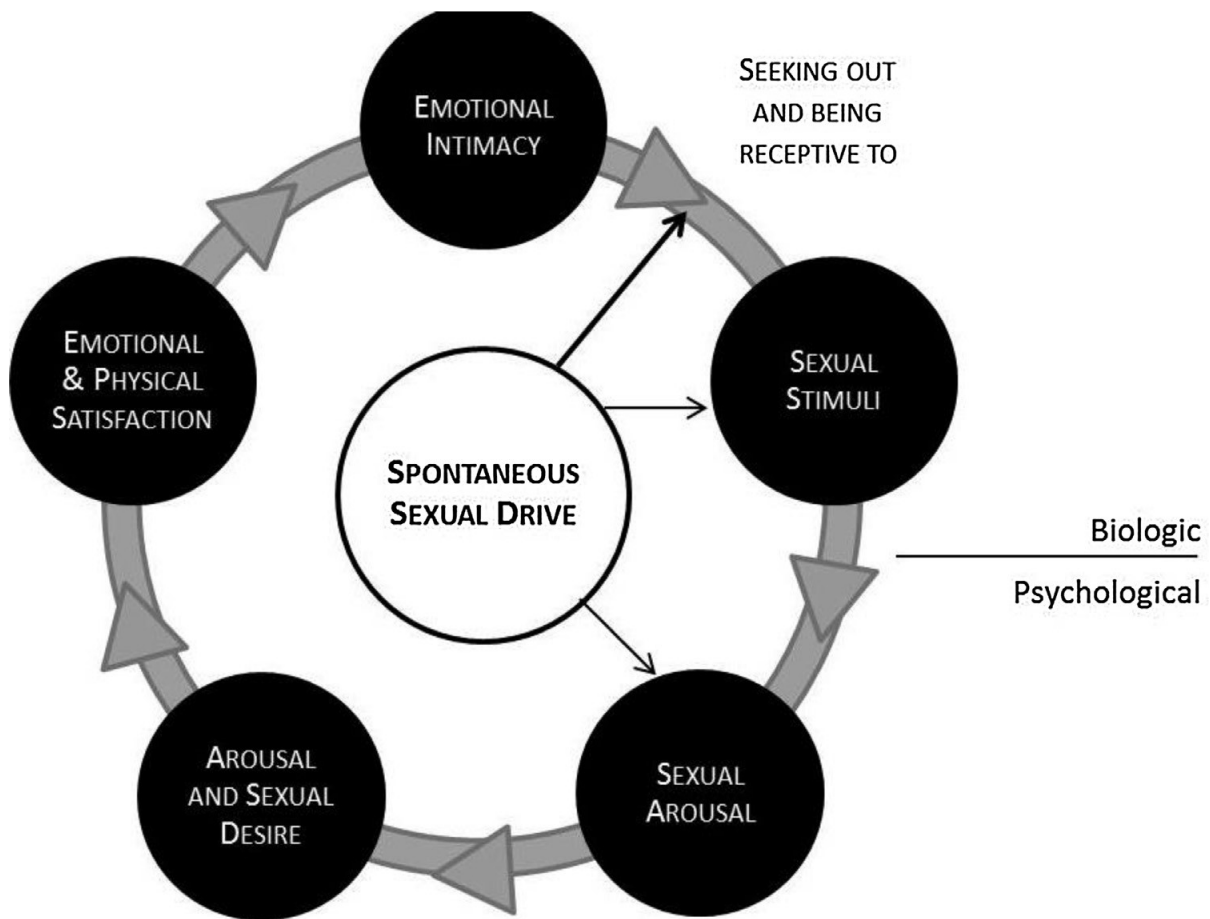 EMOTIONAL
INTIMACY
SEEKING OUT
AND BEING
RECEPTIVE TO
SEXUAL
STIMULI
Biologic
Psychological
SEXUAL
AROUSAL
AROUSAL
AND SEXUAL
DESIRE
EMOTIONAL
& PHYSICAL
SATISFACTION
SPONTANEOUS
SEXUAL DRIVE